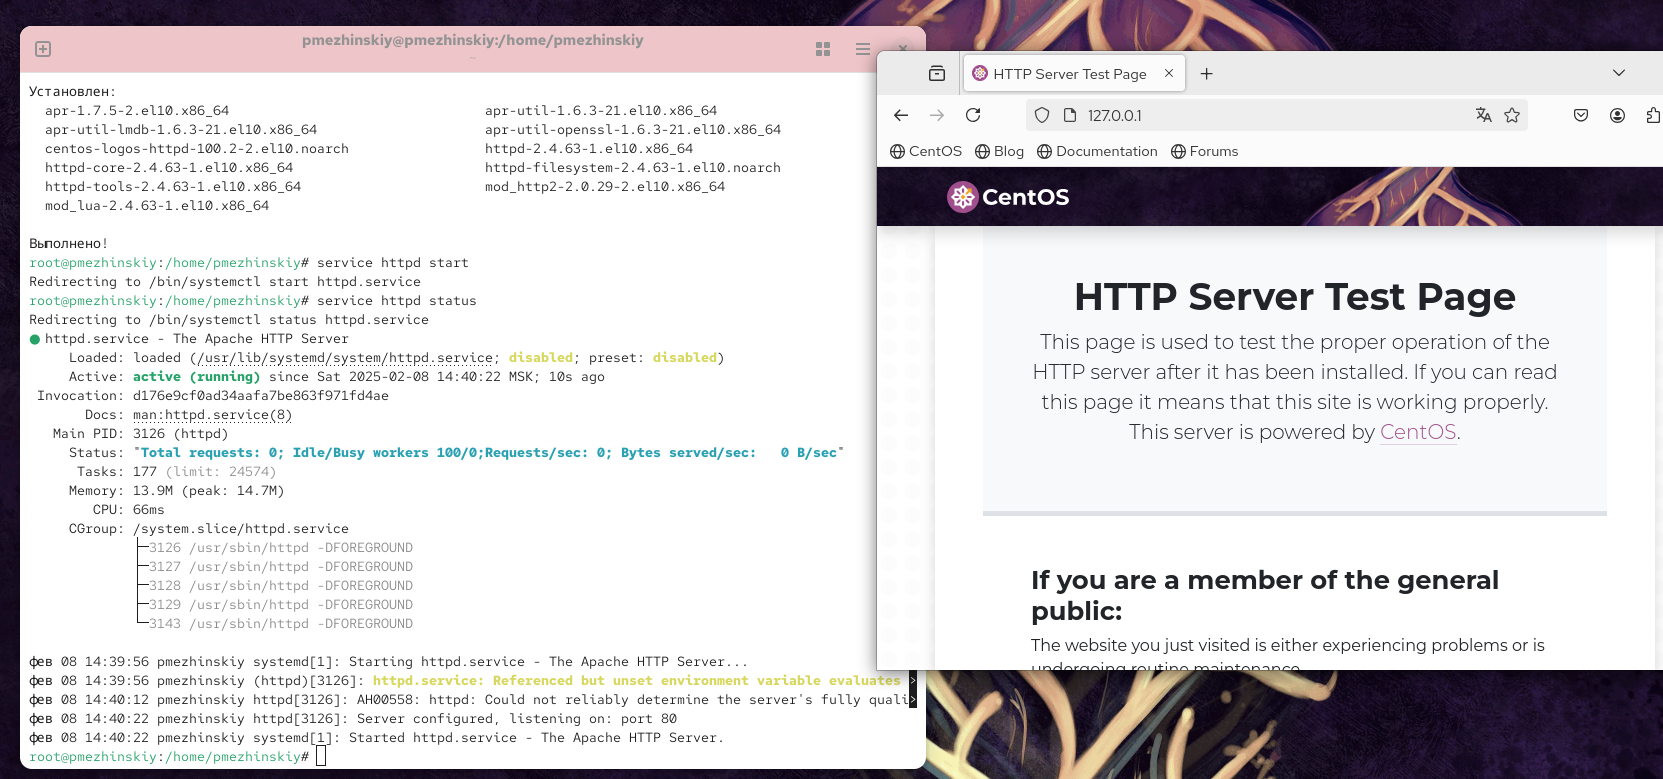 pmezhinskiy@pmezhinskiy:/home/pmezhinskiy
Установлен:
apr-1.7.5-2.el10.x86_64 apr-util-1.6.3-21.el10.x86_64
apr-util-lmdb-1.6.3-21.el10.x86_64 apr-util-openssl-1.6.3-21.el10.x86_64
centos-logos-httpd-100.2-2.el10.noarch httpd-2.4.63-1.el10.x86_64
httpd-core-2.4.63-1.el10.x86_64 httpd-filesystem-2.4.63-1.el10.noarch
httpd-tools-2.4.63-1.el10.x86_64 mod_http2-2.0.29-2.el10.x86_64
mod_lua-2.4.63-1.el10.x86_64
Выполнено!
root@pmezhinskiy:/home/pmezhinskiy# service httpd start
Redirecting to /bin/systemctl start httpd.service
root@pmezhinskiy:/home/pmezhinskiy# service httpd status
Redirecting to /bin/systemctl status httpd.service
● httpd.service - The Apache HTTP Server
Loaded: loaded (/usr/lib/systemd/system/httpd.service; disabled; preset: disabled)
Active: active (running) since Sat 2025-02-08 14:40:22 MSK; 10s ago
Invocation: d176e9cf0ad34aafa7be863f971fd4ae
Docs: man:httpd.service(8)
Main PID: 3126 (httpd)
Status: "Total requests: 0; Idle/Busy workers 100/0;Requests/sec: 0; Bytes served/sec:   0 B/sec"
Tasks: 177 (limit: 24574)
Memory: 13.9M (peak: 14.7M)
CPU: 66ms
CGroup: /system.slice/httpd.service
├─3126 /usr/sbin/httpd -DFOREGROUND
├─3127 /usr/sbin/httpd -DFOREGROUND
├─3128 /usr/sbin/httpd -DFOREGROUND
├─3129 /usr/sbin/httpd -DFOREGROUND
└─3143 /usr/sbin/httpd -DFOREGROUND
фев 08 14:39:56 pmezhinskiy systemd[1]: Starting httpd.service - The Apache HTTP Server...
фев 08 14:39:56 pmezhinskiy (httpd)[3126]: httpd.service: Referenced but unset environment variable evaluates >
фев 08 14:40:12 pmezhinskiy httpd[3126]: AH00558: httpd: Could not reliably determine the server's fully quali>
фев 08 14:40:22 pmezhinskiy httpd[3126]: Server configured, listening on: port 80
фев 08 14:40:22 pmezhinskiy systemd[1]: Started httpd.service - The Apache HTTP Server.
root@pmezhinskiy:/home/pmezhinskiy#
HTTP Server Test Page
127.0.0.1
CentOS Blog Documentation Forums
CentOS
HTTP Server Test Page
This page is used to test the proper operation of the
HTTP server after it has been installed. If you can read
this page it means that this site is working properly.
This server is powered by CentOS.
If you are a member of the general
public:
The website you just visited is either experiencing problems or is
undergoing routine maintenance